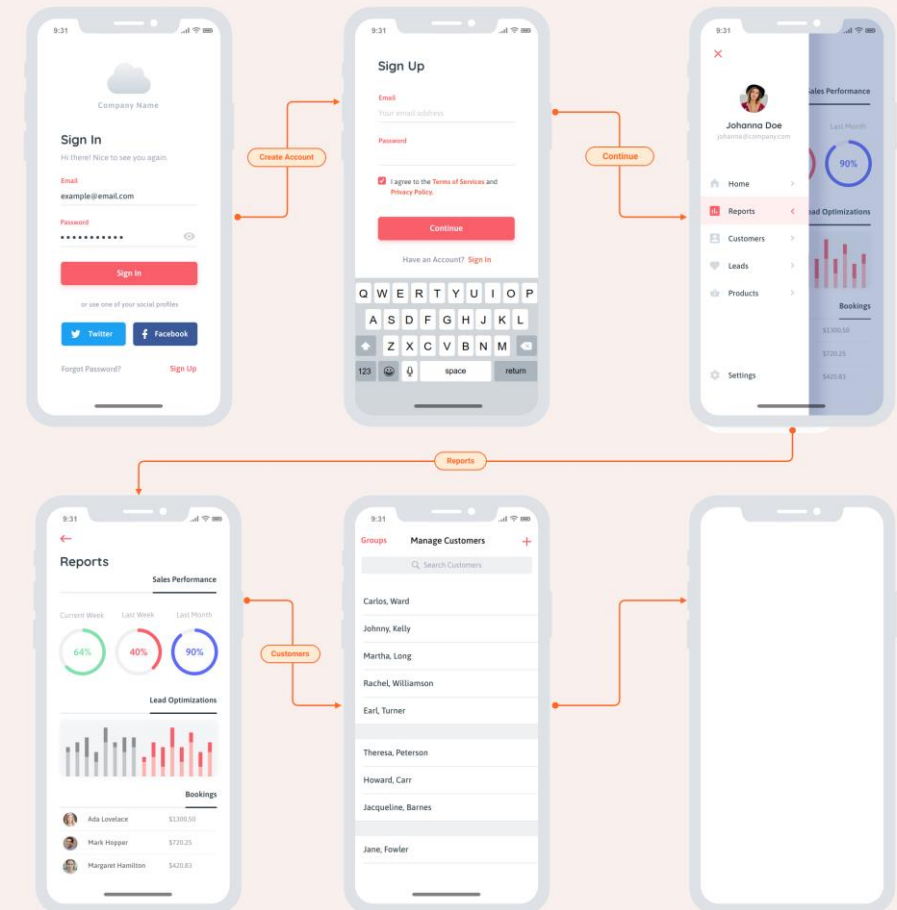 9:31
Company Name
Sign In
Hi there! Nice to see you again.
Email
example@email.com
Password
Sign In
or use one of your social profiles
Twitter
Facebook
Forgot Password?
Sign Up
Create Account
9:31
Sign Up
Email
Your email address
Password
I agree to the Terms of Services and
Privacy Policy.
Continue
Have an Account? Sign In
Q W E R T Y U I O P
A S D F G H J K L
Z X C V B N M
123 space return
Continue
9:31
Johanna Doe
johanna@company.com
Home
Reports
Customers
Leads
Products
Settings
ales Performance
Last Month
90%
ad Optimizations
Bookings
$1300.50
$720.25
$420.83
Reports
9:31
Reports
Sales Performance
Current Week Last Week Last Month
64% 40% 90%
Lead Optimizations
Bookings
Ada Lovelace $1300.50
Mark Hopper $720.25
Margaret Hamilton $420.83
Customers
9:31
Groups Manage Customers +
Search Customers
Carlos, Ward
Johnny, Kelly
Martha, Long
Rachel, Williamson
Earl, Turner
Theresa, Peterson
Howard, Carr
Jacqueline, Barnes
Jane, Fowler